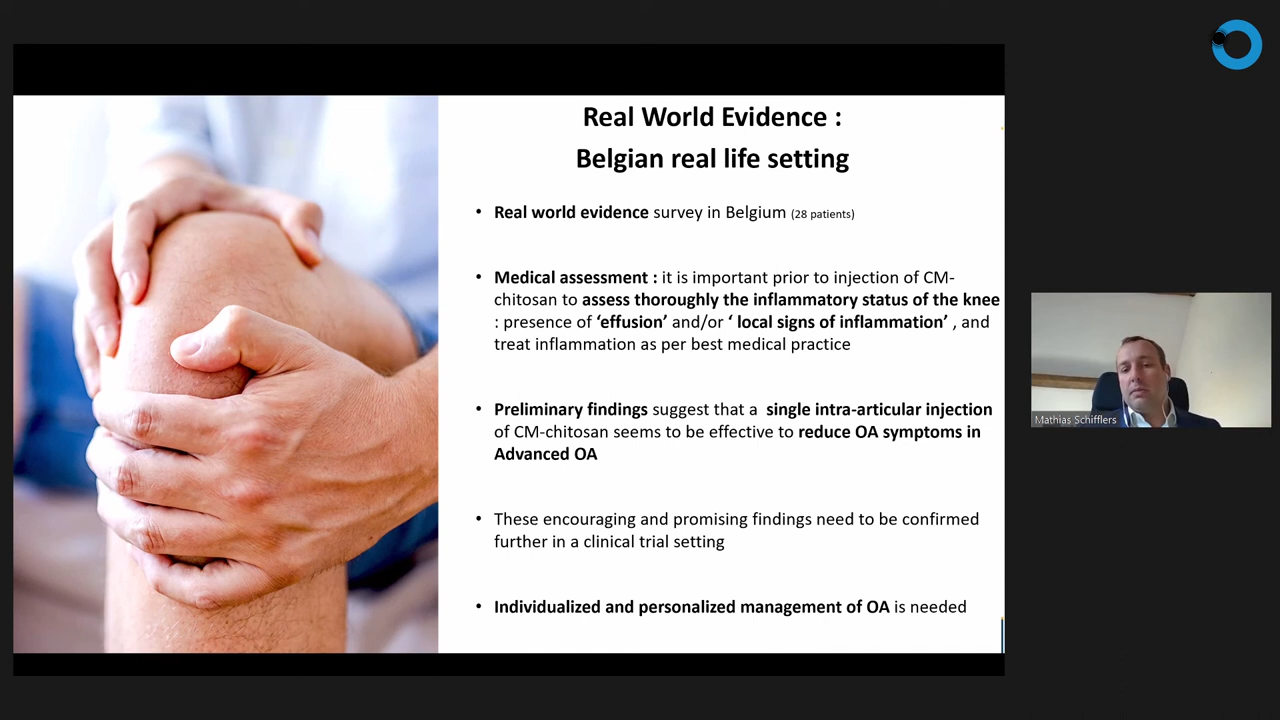 Real World Evidence :
Belgian real life setting
• Real world evidence survey in Belgium (28 patients)
• Medical assessment : it is important prior to injection of CM-
chitosan to assess thoroughly the inflammatory status of the knee
: presence of ‘effusion’ and/or ‘ local signs of inflammation’ , and
treat inflammation as per best medical practice
• Preliminary findings suggest that a  single intra-articular injection
of CM-chitosan seems to be effective to reduce OA symptoms in
Advanced OA
• These encouraging and promising findings need to be confirmed
further in a clinical trial setting
• Individualized and personalized management of OA is needed
Mathias Schifflers